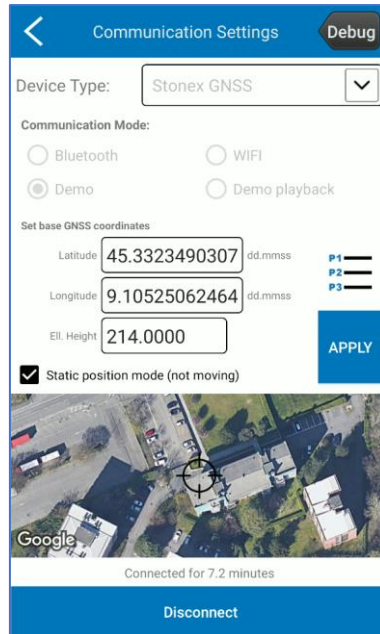 Communication Settings
Debug
Device Type:
Stonex GNSS
Communication Mode:
Bluetooth
WIFI
Demo
Demo playback
Set base GNSS coordinates
Latitude 45.3323490307 dd.mmss
Longitude 9.10525062464 dd.mmss
Ell. Height 214.0000
P1
P2
P3
APPLY
Static position mode (not moving)
Google
Connected for 7.2 minutes
Disconnect